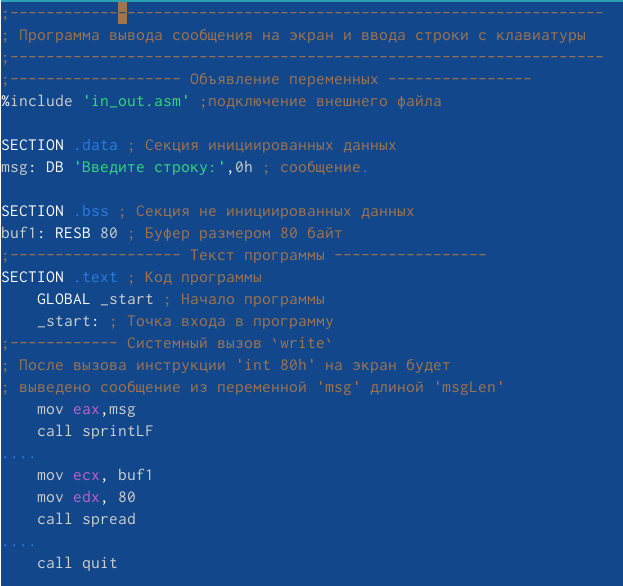 ;------------------------------------------------------------------
; Программа вывода сообщения на экран и ввода строки с клавиатуры
;------------------------------------------------------------------
;------------------- Объявление переменных ----------------
%include 'in_out.asm' ;подключение внешнего файла
SECTION .data ; Секция инициированных данных
msg: DB 'Введите строку:',0h ; сообщение.
SECTION .bss ; Секция не инициированных данных
buf1: RESB 80 ; Буфер размером 80 байт
;------------------- Текст программы -----------------
SECTION .text ; Код программы
GLOBAL _start ; Начало программы
_start: ; Точка входа в программу
;------------ Системный вызов `write`
; После вызова инструкции 'int 80h' на экран будет
; выведено сообщение из переменной 'msg' длиной 'msgLen'
mov eax,msg
call sprintLF
....
mov ecx, buf1
mov edx, 80
call spread
....
call quit